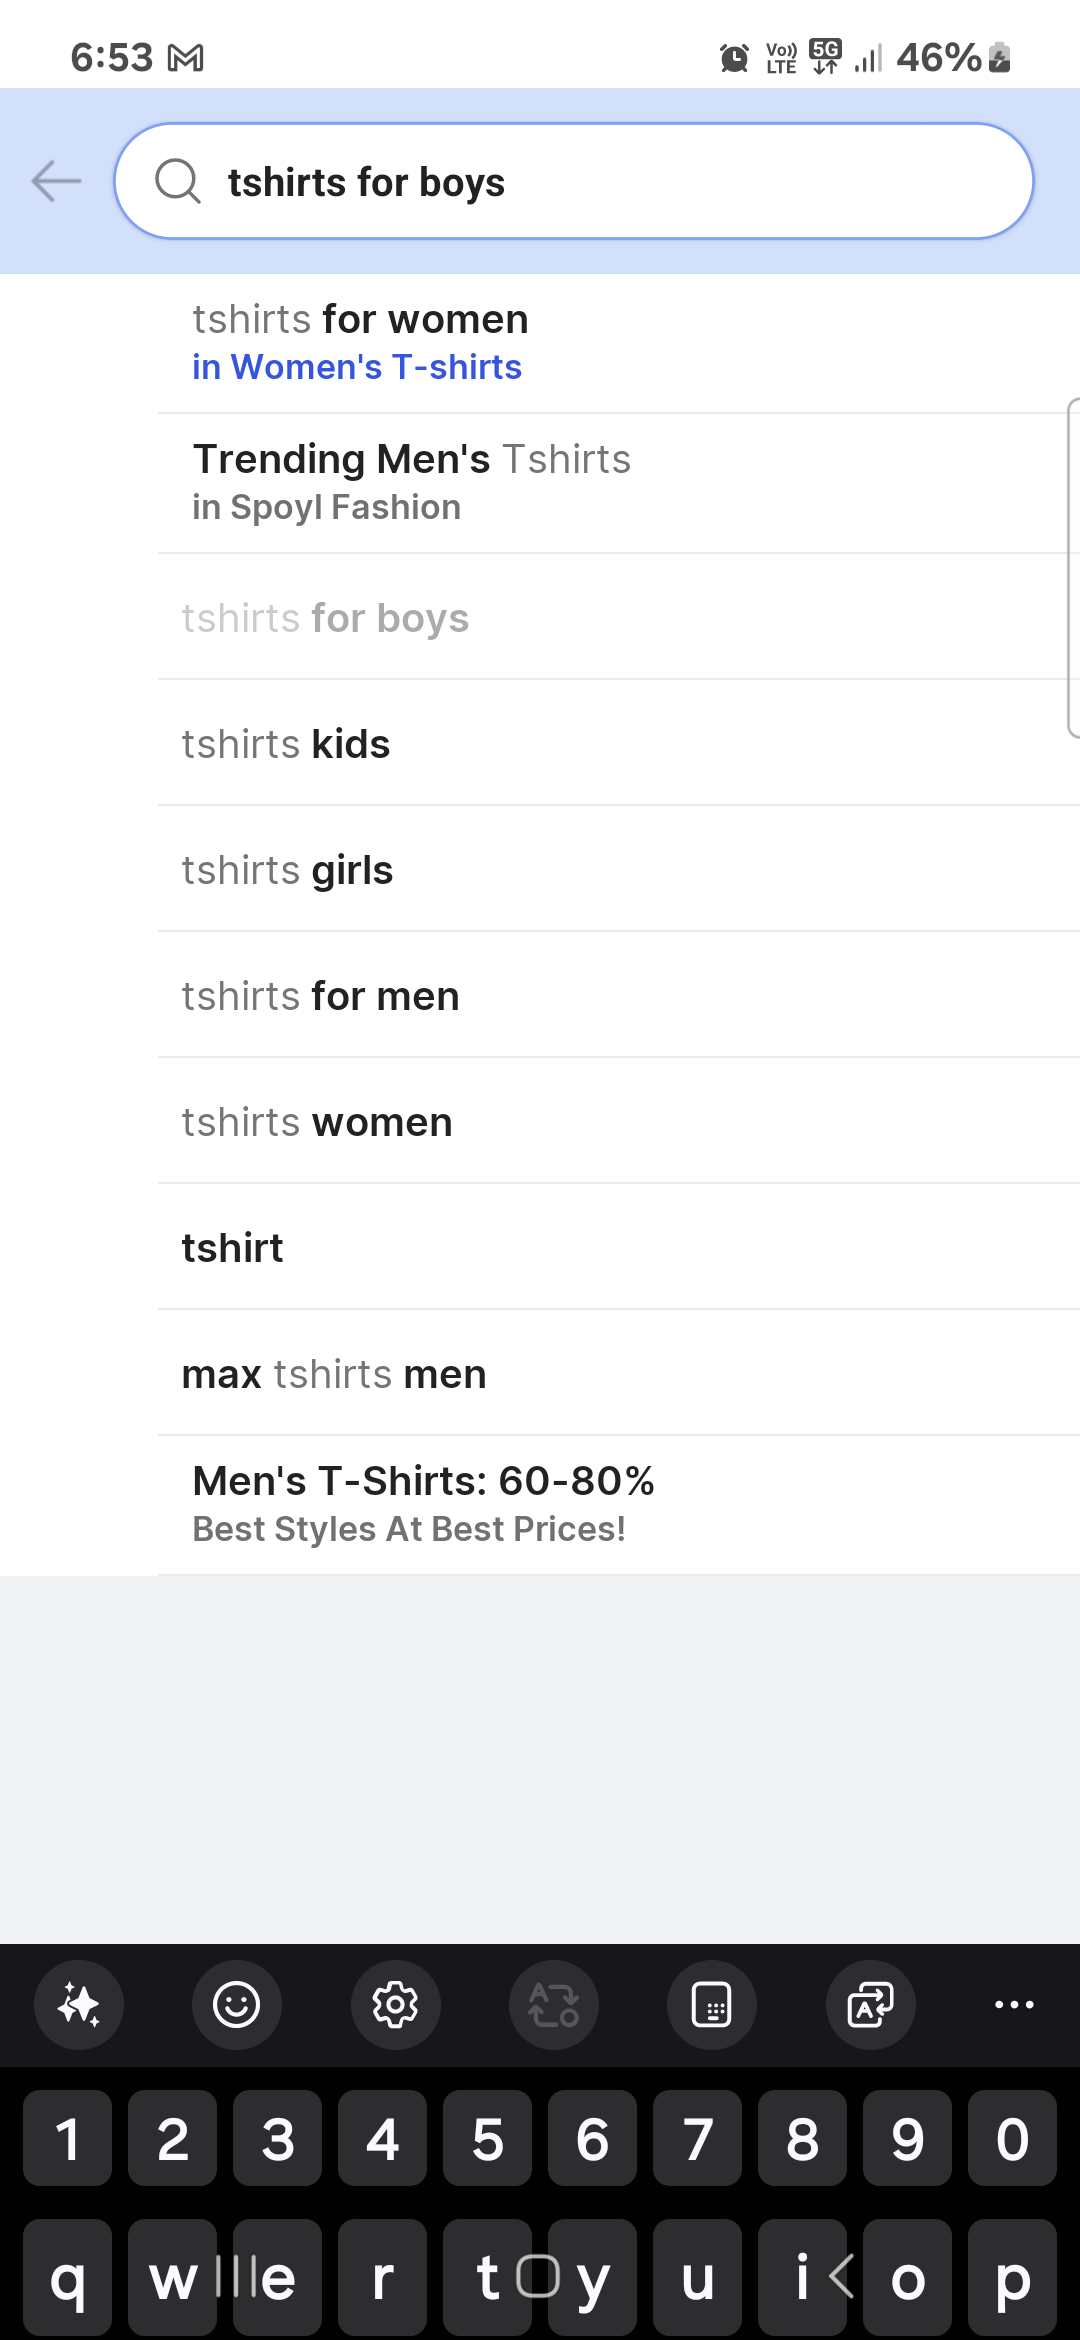 6:53 Vo)) LTE 5G 46%
tshirts for boys
tshirts for women
in Women's T-shirts
Trending Men's Tshirts
in Spoyl Fashion
tshirts for boys
tshirts kids
tshirts girls
tshirts for men
tshirts women
tshirt
max tshirts men
Men's T-Shirts: 60-80%
Best Styles At Best Prices!
1 2 3 4 5 6 7 8 9 0
q w e r t y u i o p